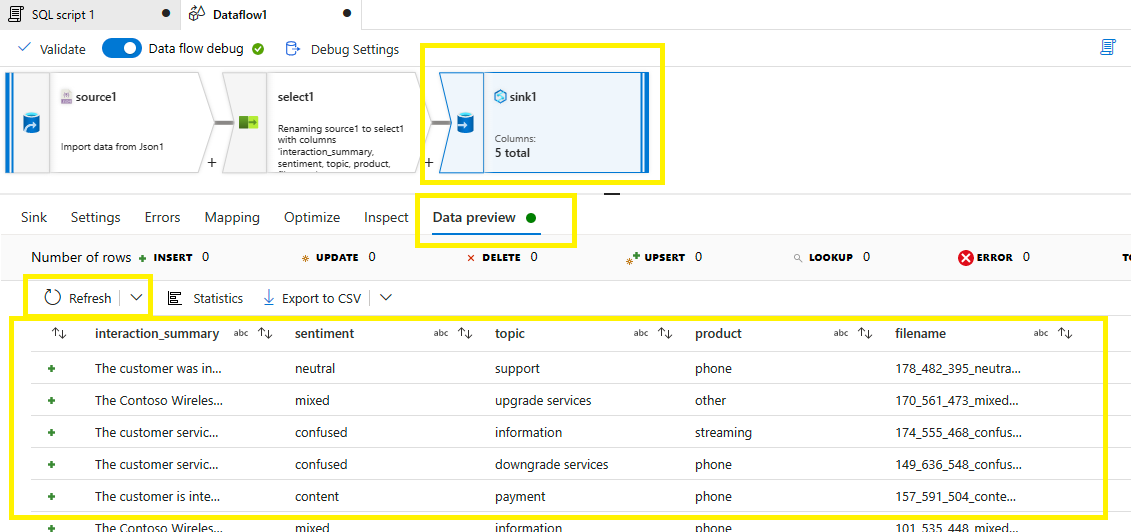 SQL script 1
Dataflow1
Validate Data flow debug Debug Settings
source1
Import data from Json1
select1
Renaming source1 to select1
with columns
'interaction_summary,
sentiment, topic, product,
sink1
Columns:
5 total
+ +
Sink Settings Errors Mapping Optimize Inspect Data preview
Number of rows + INSERT 0 UPDATE 0 DELETE 0 UPSERT 0 LOOKUP 0 ERROR 0 TO
Refresh Statistics Export to CSV
interaction_summary abc sentiment abc topic abc product abc filename abc
+ The customer was in... neutral support phone 178_482_395_neutra...
+ The Contoso Wireles... mixed upgrade services other 170_561_473_mixed...
+ The customer servic... confused information streaming 174_555_468_confus...
+ The customer servic... confused downgrade services phone 149_636_548_confus...
+ The customer is inte... content payment phone 157_591_504_conte...
+ The Contoso Wireles... mixed information phone 101_535_448_mixed...